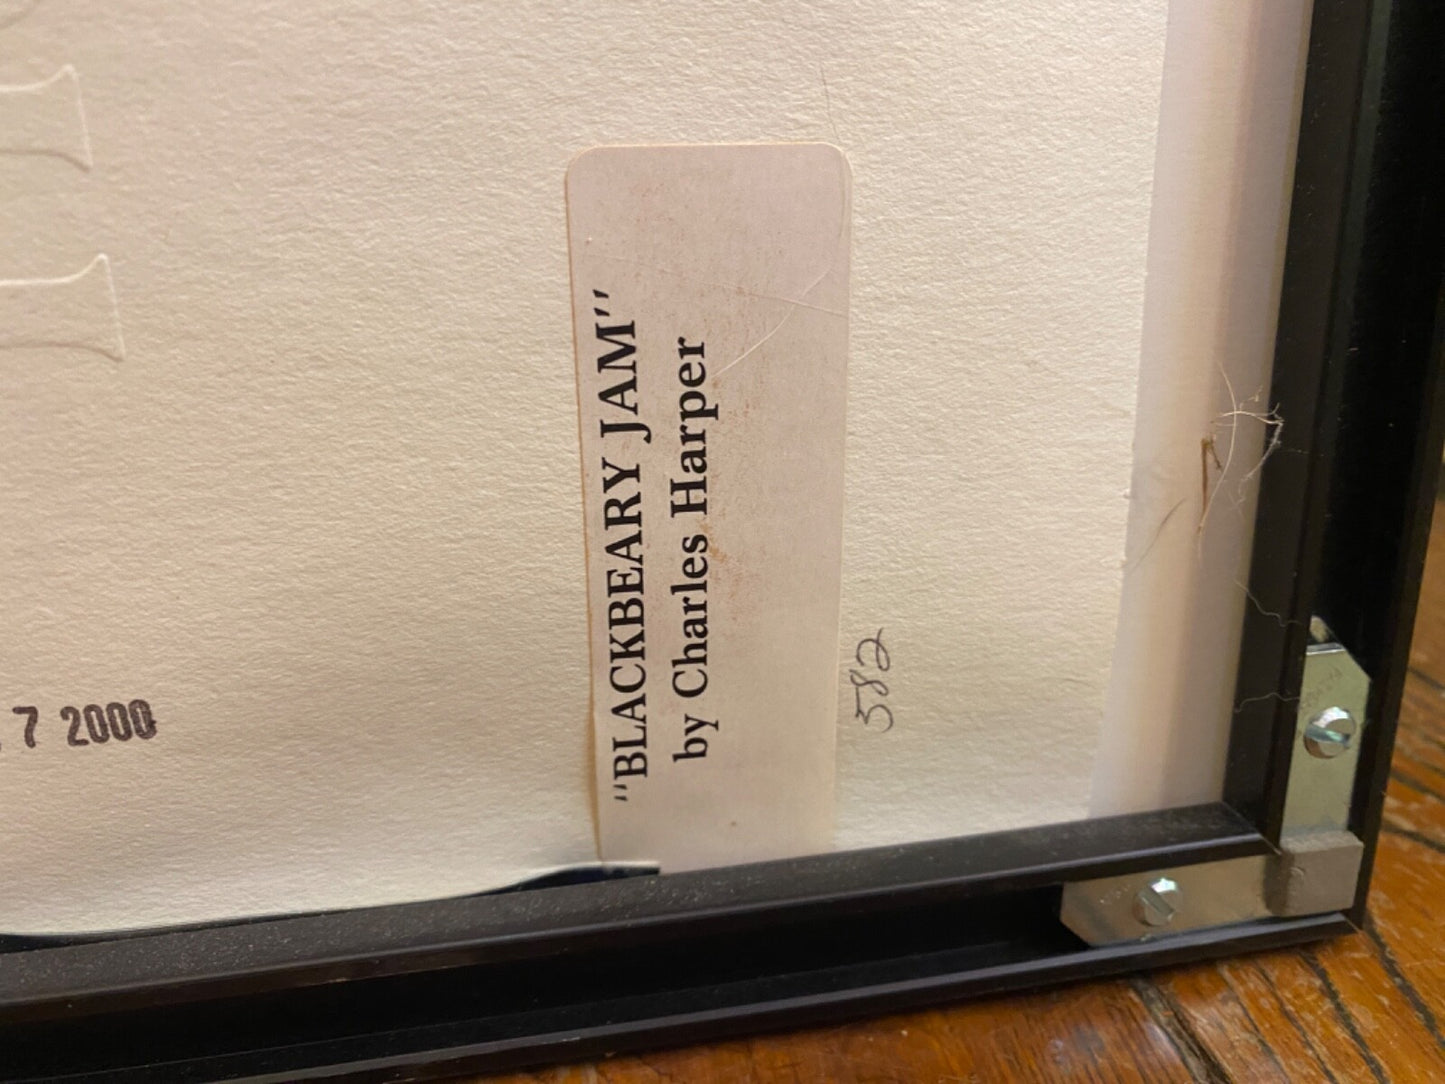 "BLACKBEARY JAM"
by Charles Harper
582
7 2000